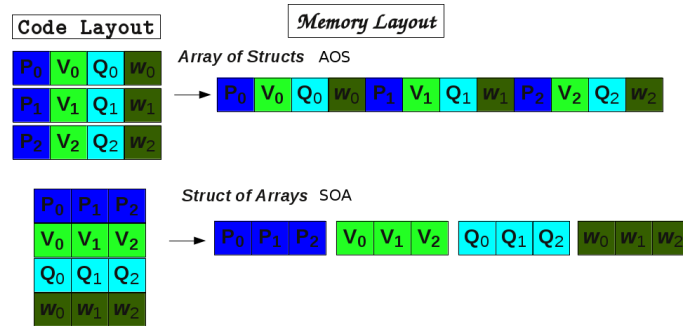 Code Layout
Memory Layout
Array of Structs AOS
P₀ V₀ Q₀ w₀
P₁ V₁ Q₁ w₁
P₂ V₂ Q₂ w₂
P₀ V₀ Q₀ w₀ P₁ V₁ Q₁ w₁ P₂ V₂ Q₂ w₂
Struct of Arrays SOA
P₀ P₁ P₂
V₀ V₁ V₂
Q₀ Q₁ Q₂
w₀ w₁ w₂
P₀ P₁ P₂ V₀ V₁ V₂ Q₀ Q₁ Q₂ w₀ w₁ w₂